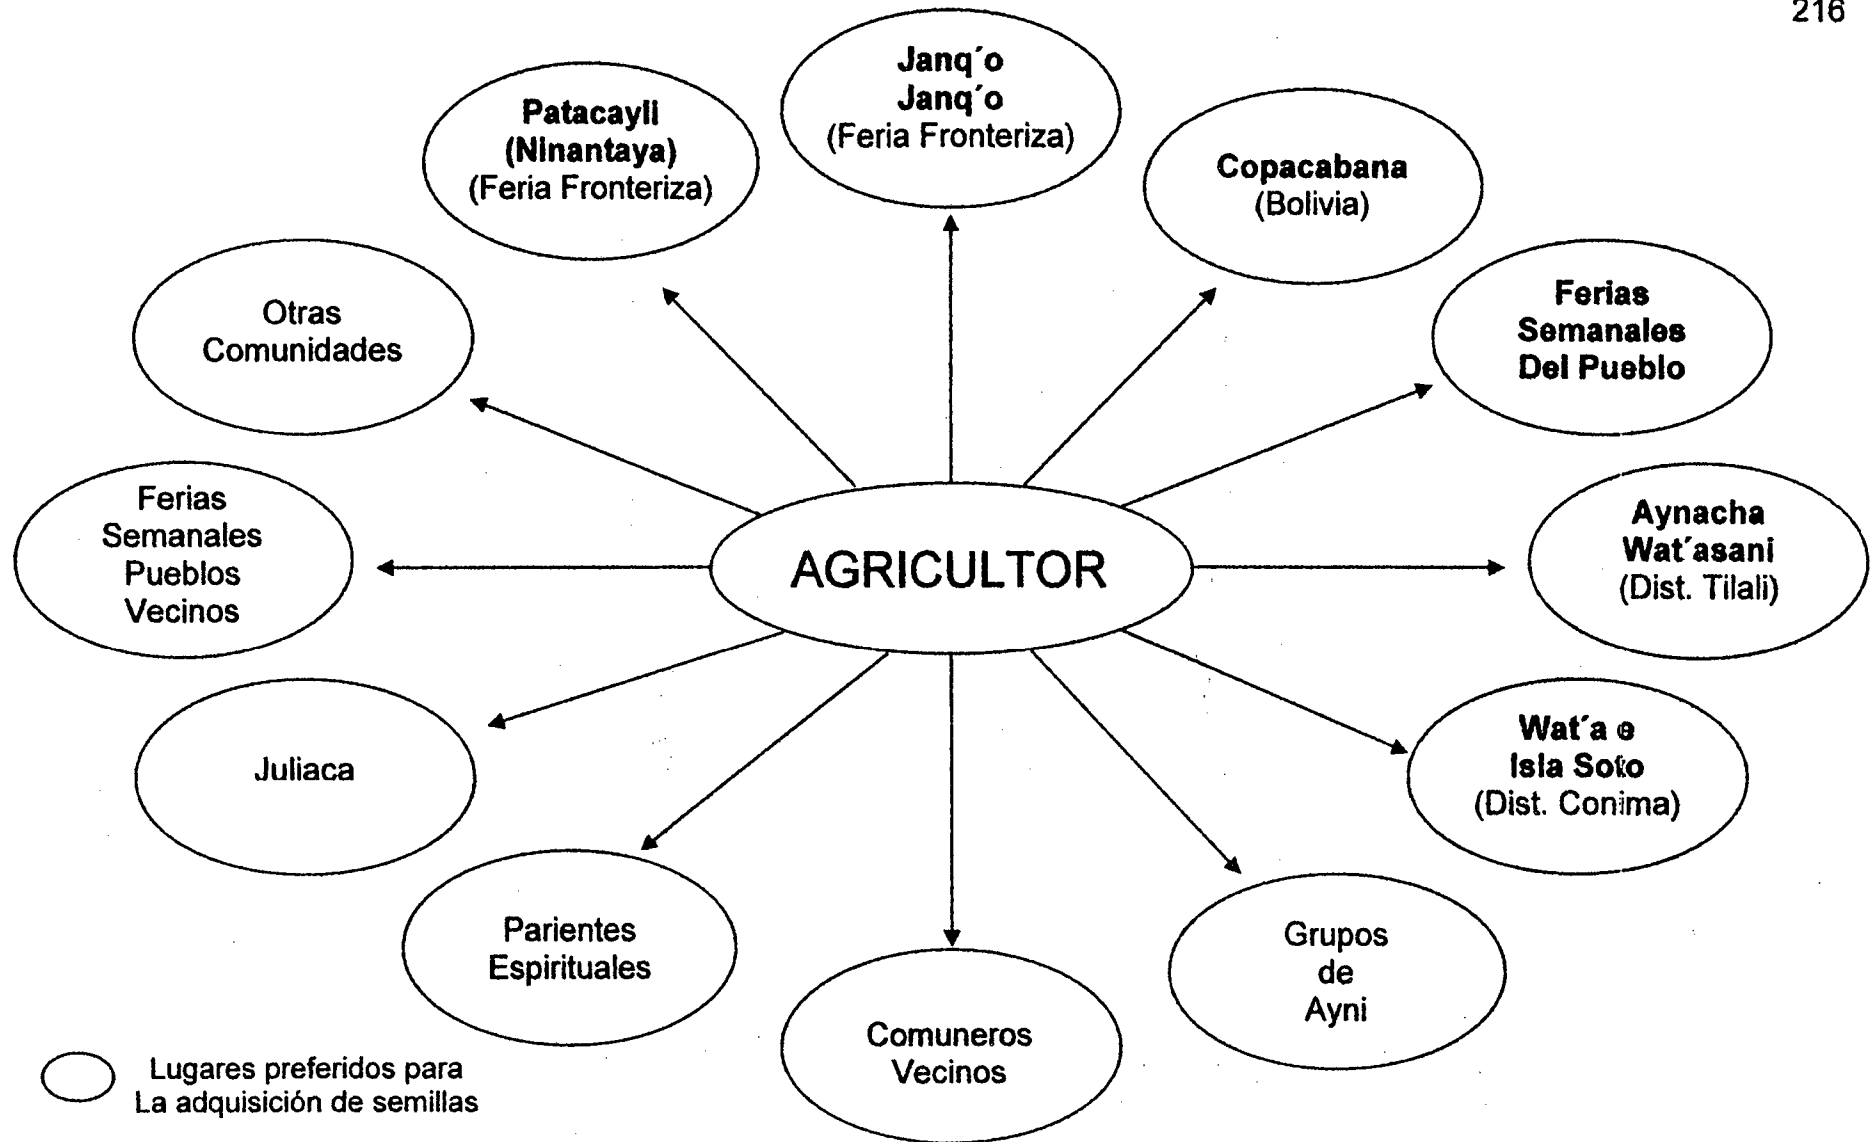 216
Janq´o
Janq´o
(Feria Fronteriza)
Patacayli
(Ninantaya)
(Feria Fronteriza)
Copacabana
(Bolivia)
Ferias
Semanales
Del Pueblo
Otras
Comunidades
Aynacha
Wat´asani
(Dist. Tilali)
Ferias
Semanales
Pueblos
Vecinos
AGRICULTOR
Wat´a e
Isla Soto
(Dist. Conima)
Juliaca
Parientes
Espirituales
Grupos
de
Ayni
Comuneros
Vecinos
Lugares preferidos para
La adquisición de semillas